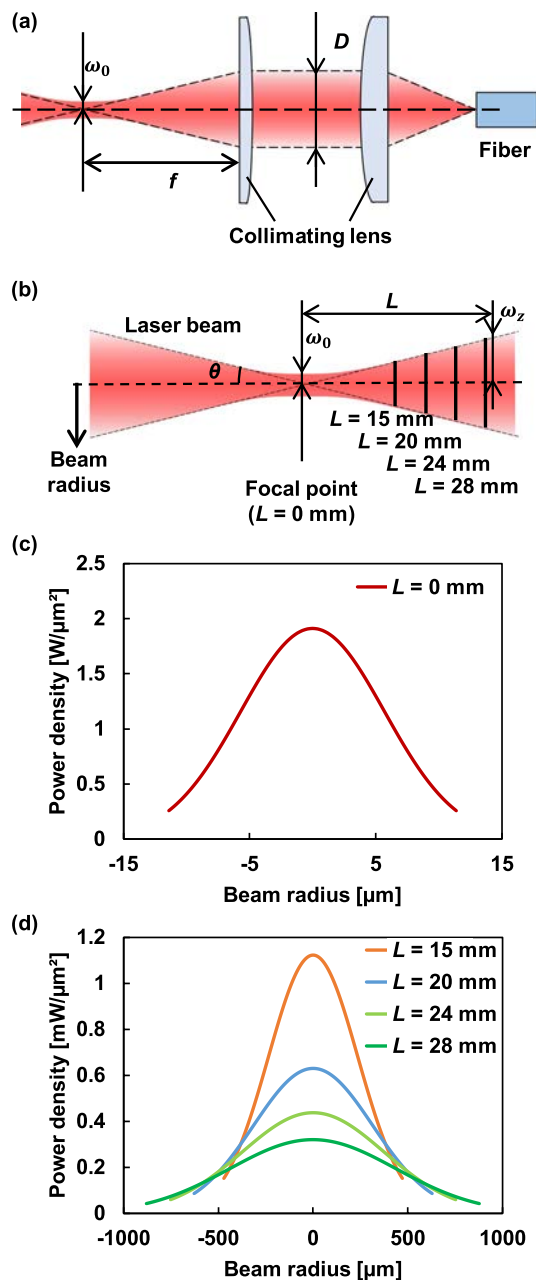 (a)
ω₀
D
f
Fiber
Collimating lens
(b)
L
Laser beam
ω₀
ω_z
θ
L = 15 mm
L = 20 mm
L = 24 mm
L = 28 mm
Beam
radius
Focal point
(L = 0 mm)
(c)
2.5
L = 0 mm
2
1.5
1
0.5
0
Power density [W/µm²]
-15
-5
5
15
Beam radius [µm]
(d)
1.2
L = 15 mm
L = 20 mm
L = 24 mm
L = 28 mm
1
0.8
0.6
0.4
0.2
0
Power density [mW/µm²]
-1000
-500
0
500
1000
Beam radius [µm]